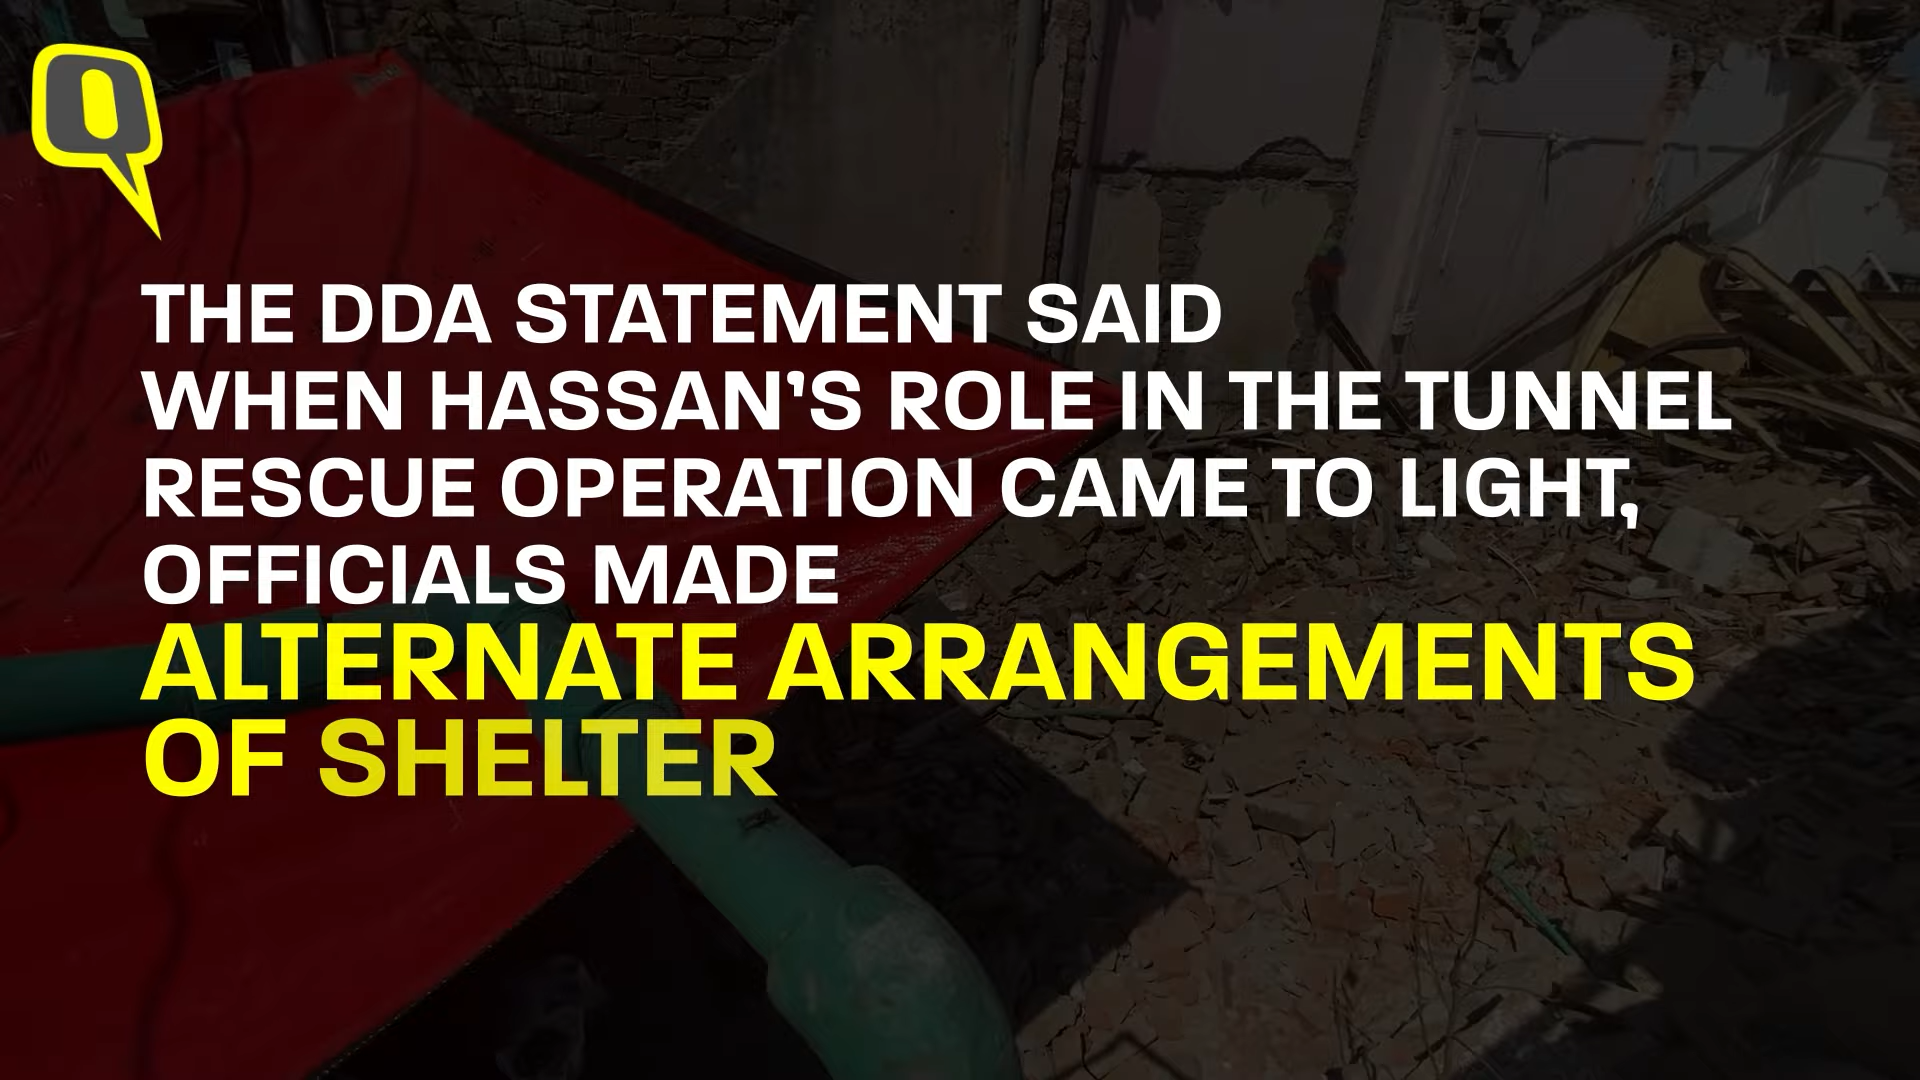 THE DDA STATEMENT SAID
WHEN HASSAN'S ROLE IN THE TUNNEL
RESCUE OPERATION CAME TO LIGHT,
OFFICIALS MADE
ALTERNATE ARRANGEMENTS
OF SHELTER